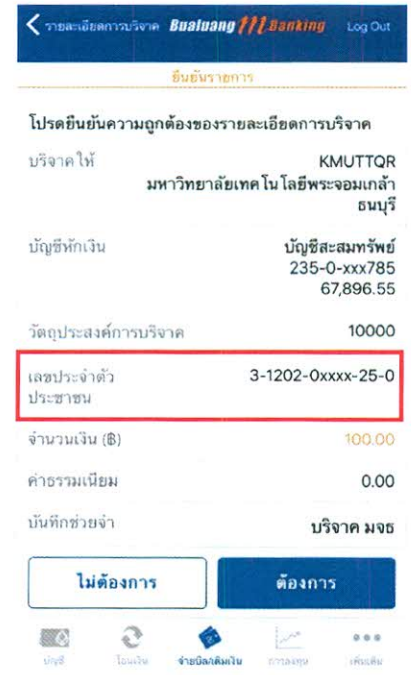 รายละเอียดการบริจาค Bualuang mBanking Log Out
ยืนยันรายการ
โปรดยืนยันความถูกต้องของรายละเอียดการบริจาค
บริจาคให้ KMUTTQR
มหาวิทยาลัยเทคโนโลยีพระจอมเกล้า
ธนบุรี
บัญชีหักเงิน บัญชีสะสมทรัพย์
235-0-xxx785
67,896.55
วัตถุประสงค์การบริจาค 10000
เลขประจำตัว 3-1202-0xxxx-25-0
ประชาชน
จำนวนเงิน (฿) 100.00
ค่าธรรมเนียม 0.00
บันทึกช่วยจำ บริจาค มจธ
ไม่ต้องการ ต้องการ
บัญชี โอนเงิน จ่ายบิล/เติมเงิน การลงทุน เพิ่มเติม